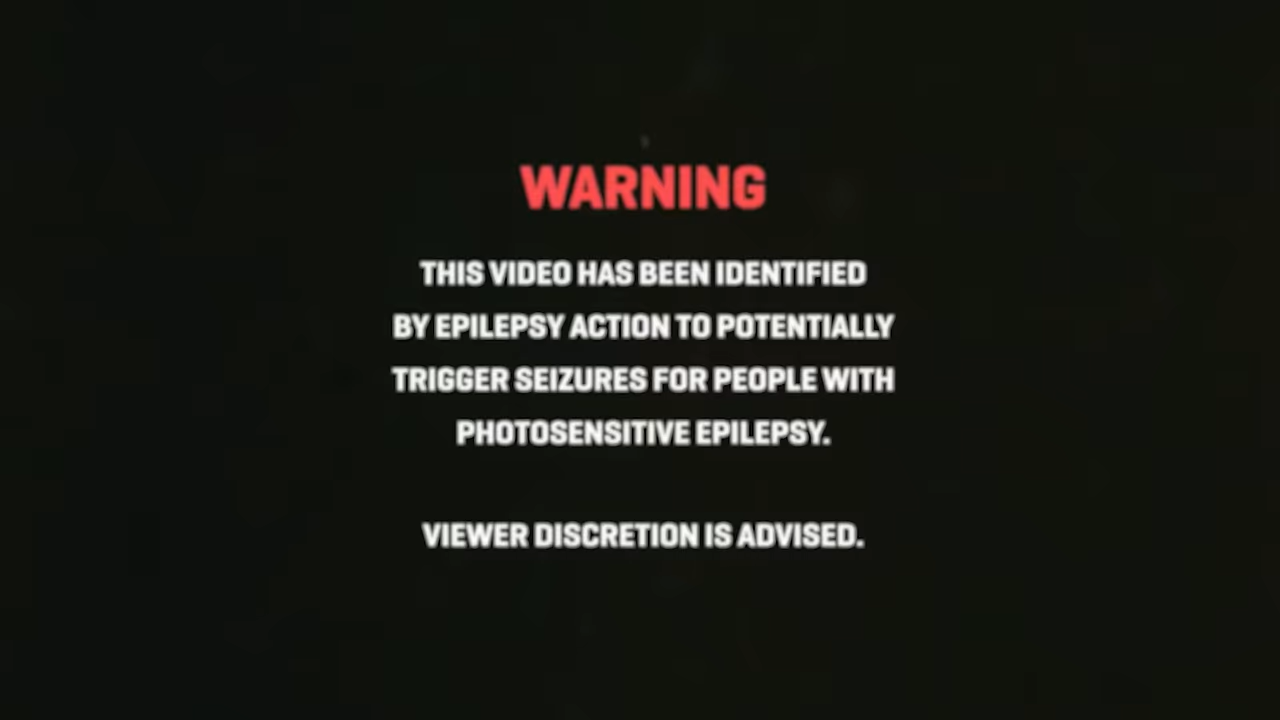 WARNING
THIS VIDEO HAS BEEN IDENTIFIED
BY EPILEPSY ACTION TO POTENTIALLY
TRIGGER SEIZURES FOR PEOPLE WITH
PHOTOSENSITIVE EPILEPSY.
VIEWER DISCRETION IS ADVISED.